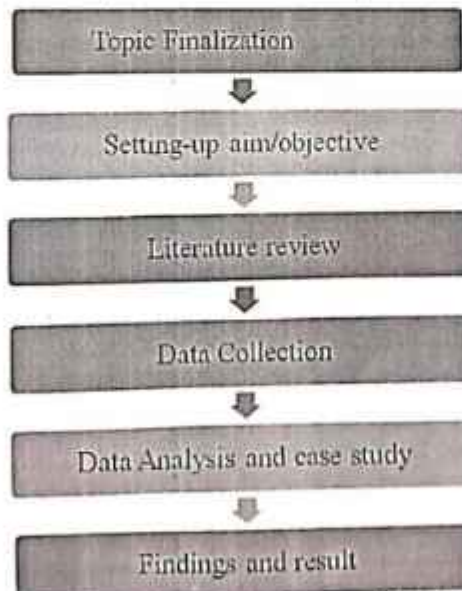 Topic Finalization
Setting-up aim/objective
Literature review
Data Collection
Data Analysis and case study
Findings and result